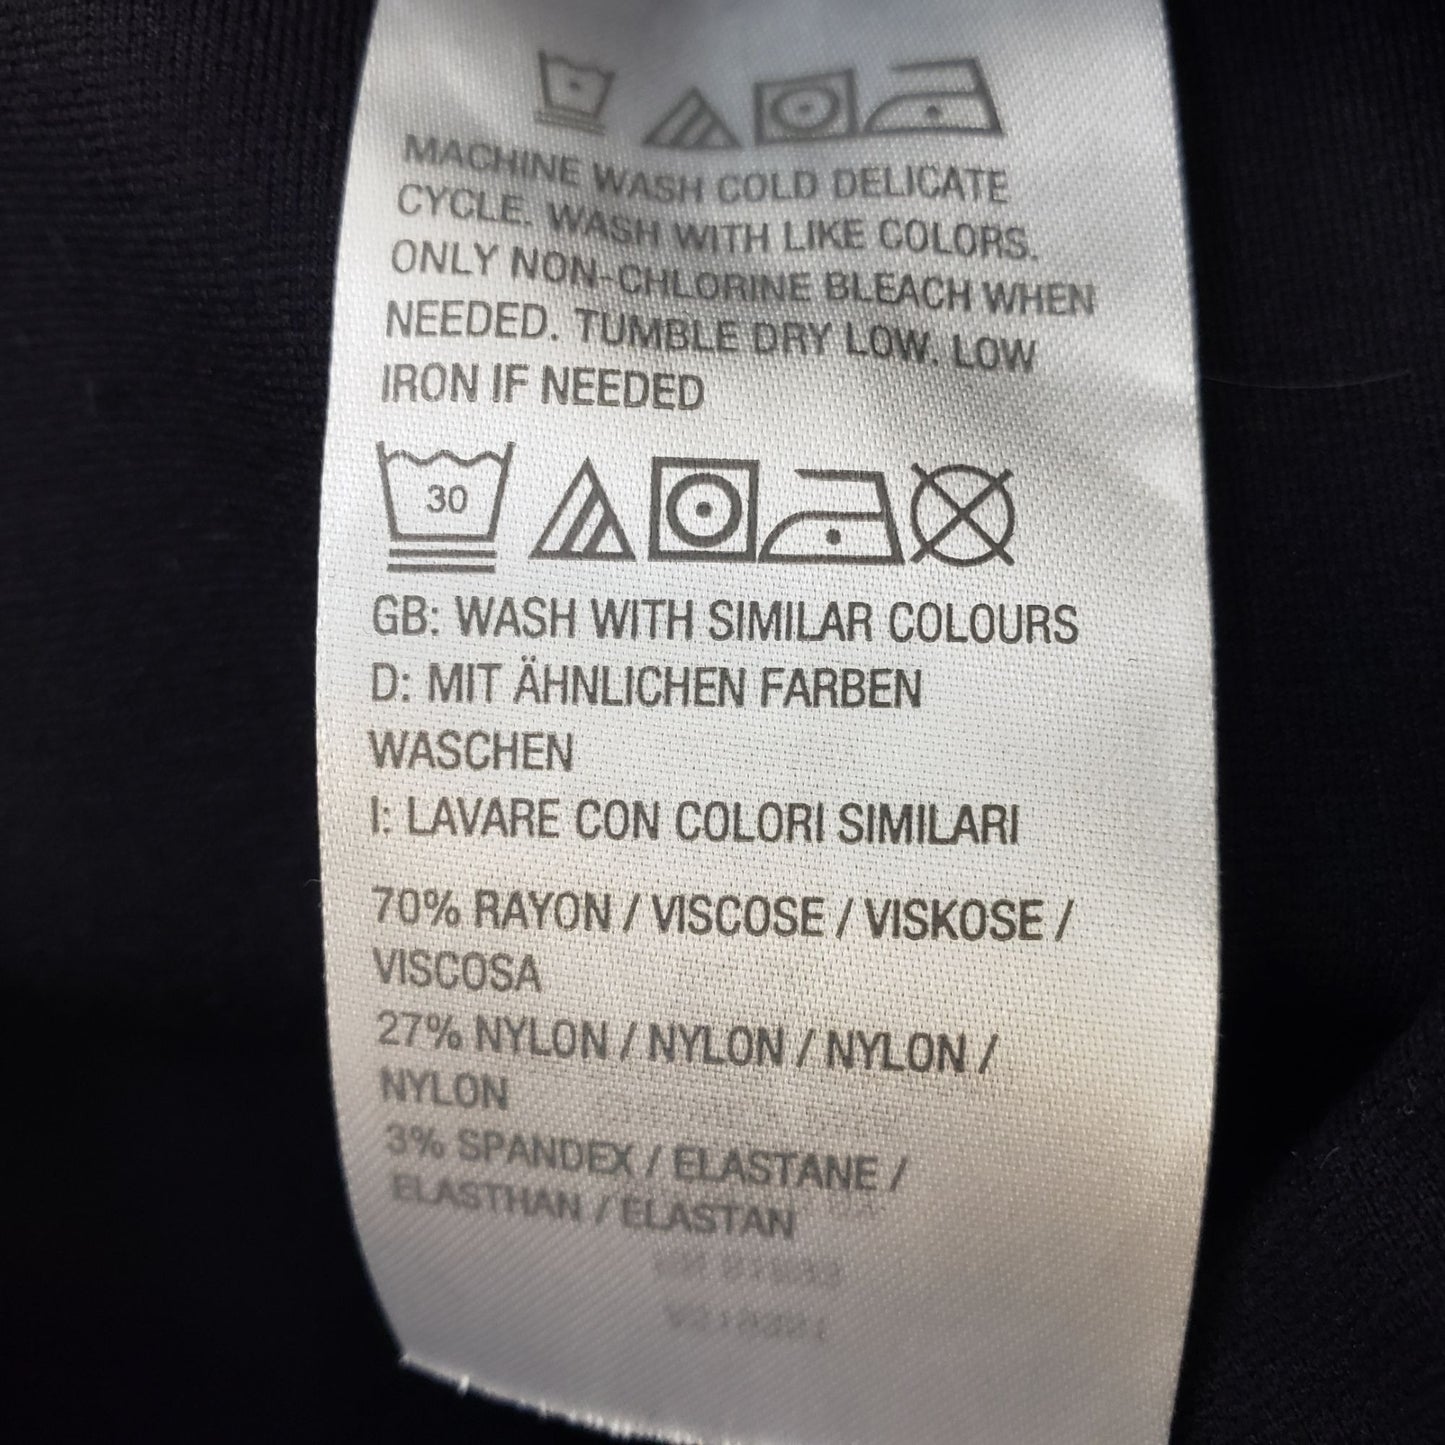 MACHINE WASH COLD DELICATE
CYCLE. WASH WITH LIKE COLORS.
ONLY NON-CHLORINE BLEACH WHEN
NEEDED. TUMBLE DRY LOW. LOW
IRON IF NEEDED
30
GB: WASH WITH SIMILAR COLOURS
D: MIT ÄHNLICHEN FARBEN
WASCHEN
I: LAVARE CON COLORI SIMILARI
70% RAYON / VISCOSE / VISKOSE /
VISCOSA
27% NYLON / NYLON / NYLON /
NYLON
3% SPANDEX / ELASTANE /
ELASTHAN / ELASTAN